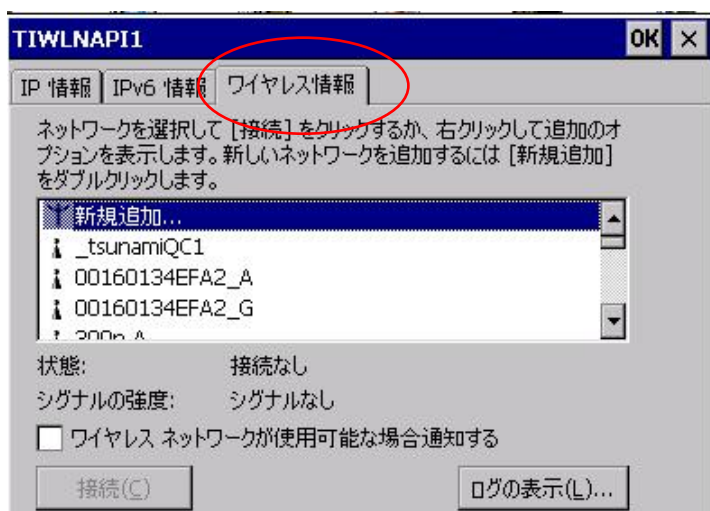 TIWLNAPI1 OK ×
IP 情報 IPv6 情報 ワイヤレス情報
ネットワークを選択して [接続] をクリックするか、右クリックして追加のオ
プションを表示します。新しいネットワークを追加するには [新規追加]
をダブルクリックします。
新規追加...
_tsunamiQC1
00160134EFA2_A
00160134EFA2_G
状態: 接続なし
シグナルの強度: シグナルなし
ワイヤレス ネットワークが使用可能な場合通知する
接続(C) ログの表示(L)...